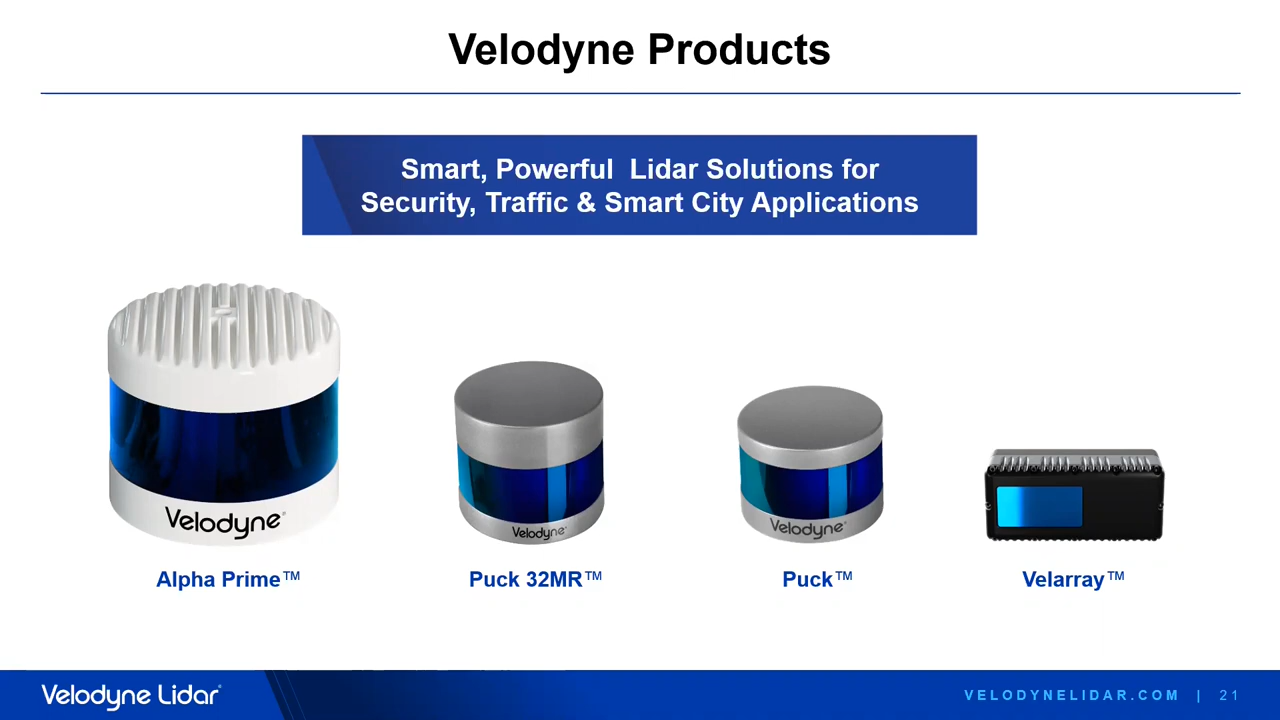 Velodyne Products
Smart, Powerful  Lidar Solutions for
Security, Traffic & Smart City Applications
Velodyne®
Velodyne®
Velodyne®
Alpha Prime™
Puck 32MR™
Puck™
Velarray™
Velodyne Lidar®
VELODYNELIDAR.COM | 21